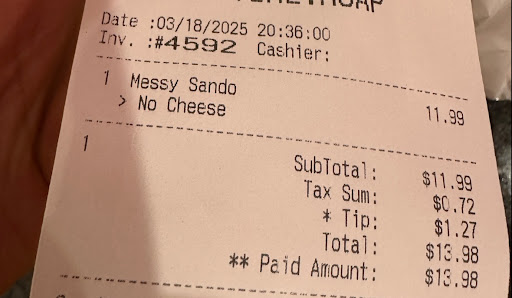 Date :03/18/2025 20:36:00
Inv. :#4592 Cashier:
1 Messy Sando 11.99
> No Cheese
1
SubTotal: $11.99
Tax Sum: $0.72
* Tip: $1.27
Total: $13.98
** Paid Amount: $13.98